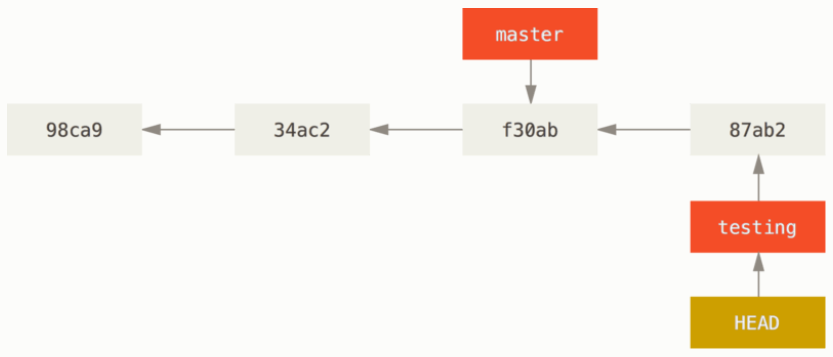 master
98ca9
34ac2
f30ab
87ab2
testing
HEAD